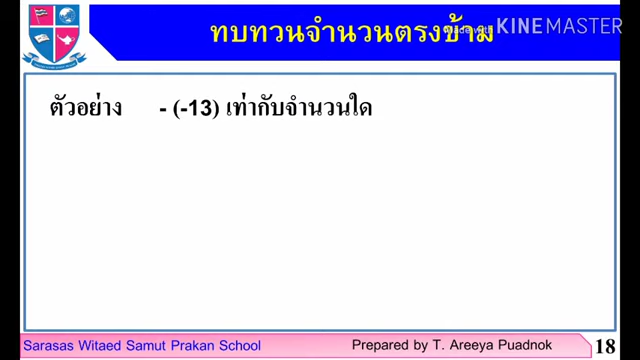 ทบทวนจำนวนตรงข้าม
Made with KINEMASTER
ตัวอย่าง - (-13) เท่ากับจำนวนใด
Sarasas Witaed Samut Prakan School Prepared by T. Areeya Puadnok 18